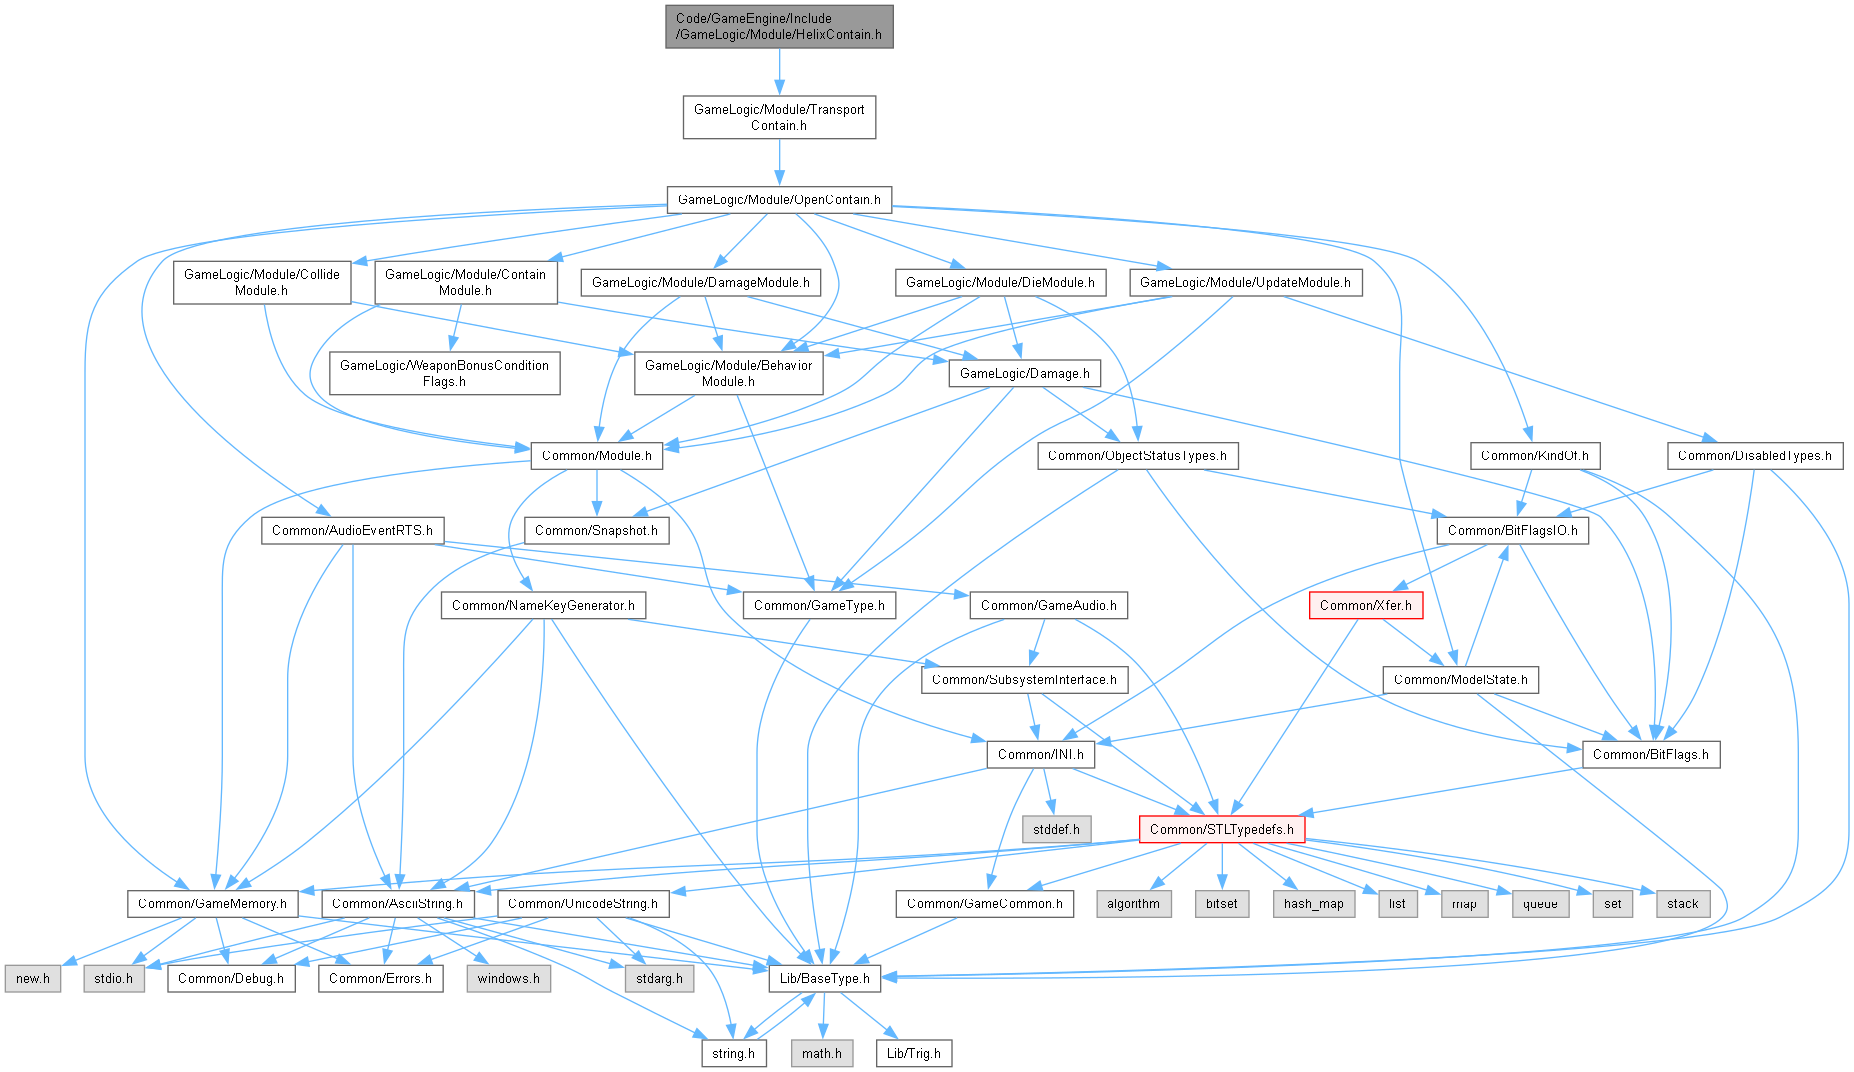 Code/GameEngine/Include
/GameLogic/Module/HelixContain.h
GameLogic/Module/Transport
Contain.h
GameLogic/Module/OpenContain.h
GameLogic/Module/Collide
Module.h
GameLogic/Module/Contain
Module.h
GameLogic/Module/DamageModule.h
GameLogic/Module/DieModule.h
GameLogic/Module/UpdateModule.h
GameLogic/WeaponBonusCondition
Flags.h
GameLogic/Module/Behavior
Module.h
GameLogic/Damage.h
Common/Module.h
Common/ObjectStatusTypes.h
Common/KindOf.h
Common/DisabledTypes.h
Common/AudioEventRTS.h
Common/Snapshot.h
Common/BitFlagsIO.h
Common/NameKeyGenerator.h
Common/GameType.h
Common/GameAudio.h
Common/Xfer.h
Common/SubsystemInterface.h
Common/ModelState.h
Common/INI.h
Common/BitFlags.h
stddef.h
Common/STLTypedefs.h
Common/GameMemory.h
Common/AsciiString.h
Common/UnicodeString.h
Common/GameCommon.h
algorithm
bitset
hash_map
list
map
queue
set
stack
new.h
stdio.h
Common/Debug.h
Common/Errors.h
windows.h
stdarg.h
Lib/BaseType.h
string.h
math.h
Lib/Trig.h